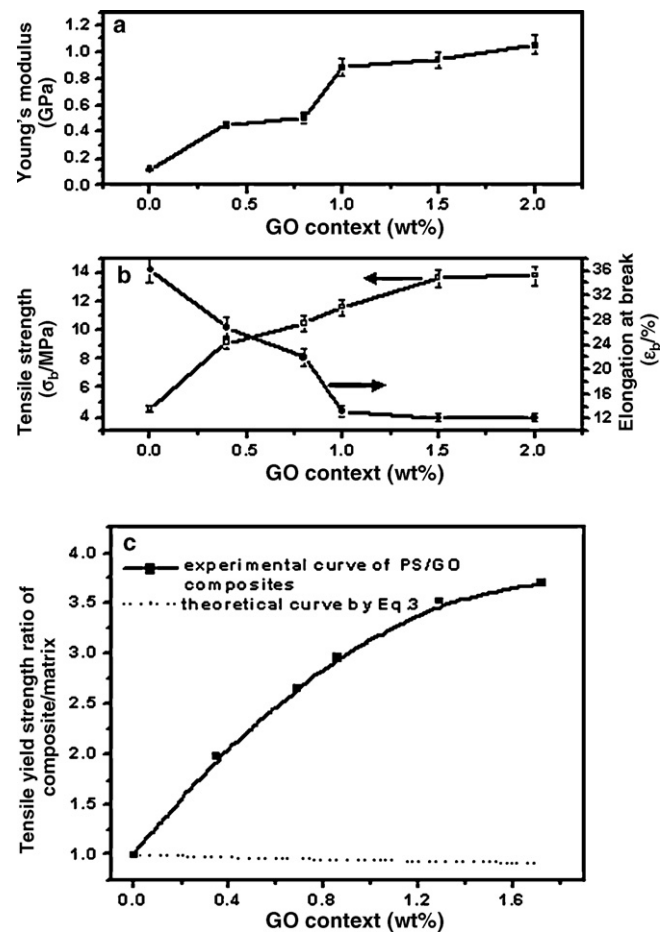 a
Young's modulus
(GPa)
1.2
1.0
0.8
0.6
0.4
0.2
0.0
0.0 0.5 1.0 1.5 2.0
GO context (wt%)
b
Tensile strength
(σb/MPa)
14
12
10
8
6
4
36
32
28
24
20
16
12
Elongation at break
(εb/%)
0.0 0.5 1.0 1.5 2.0
GO context (wt%)
c
experimental curve of PS/GO
composites
theoretical curve by Eq.3
Tensile yield strength ratio of
composite/matrix
4.0
3.5
3.0
2.5
2.0
1.5
1.0
0.0 0.4 0.8 1.2 1.6
GO context (wt%)